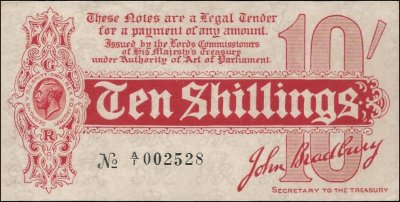 These Notes are a Legal Tender
for a payment of any amount.
Issued by the Lords Commissioners
of His Majesty's Treasury
under Authority of Act of Parliament.
10/-
G
R
Ten Shillings
10
№ A/1 002528
John Bradbury
SECRETARY TO THE TREASURY